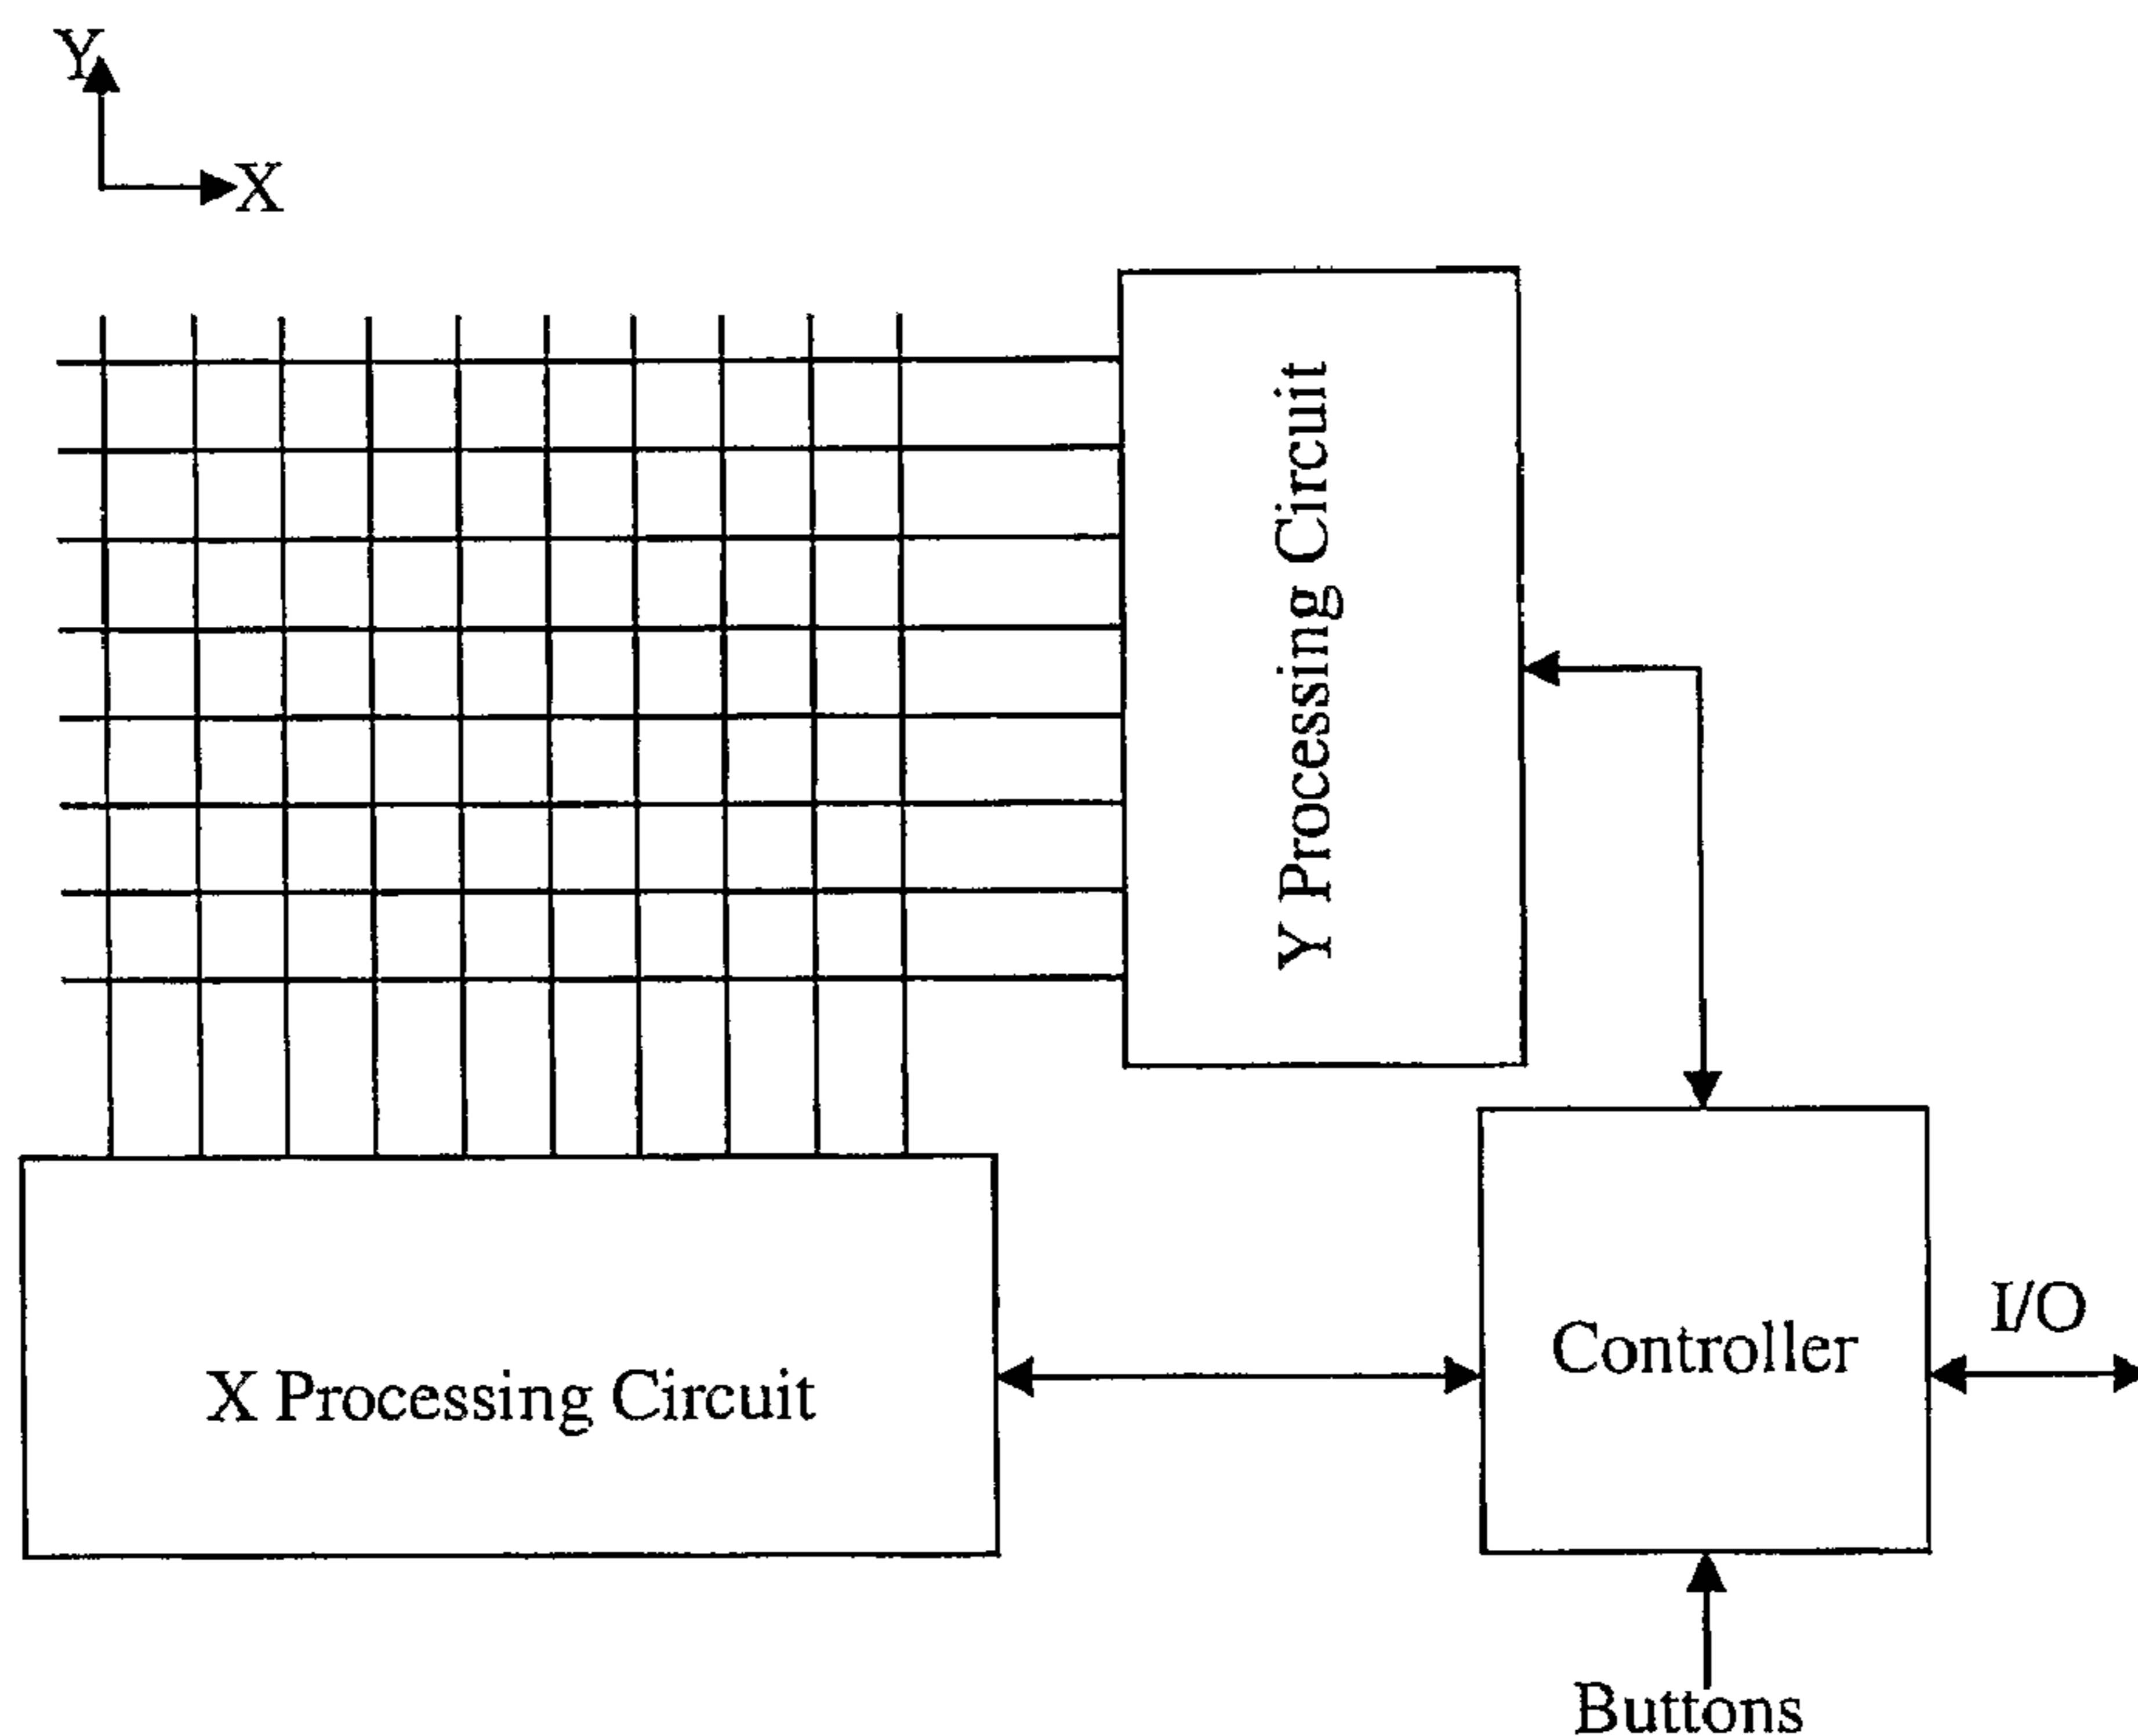 Y
X
Y Processing Circuit
I/O
Controller
X Processing Circuit
Buttons